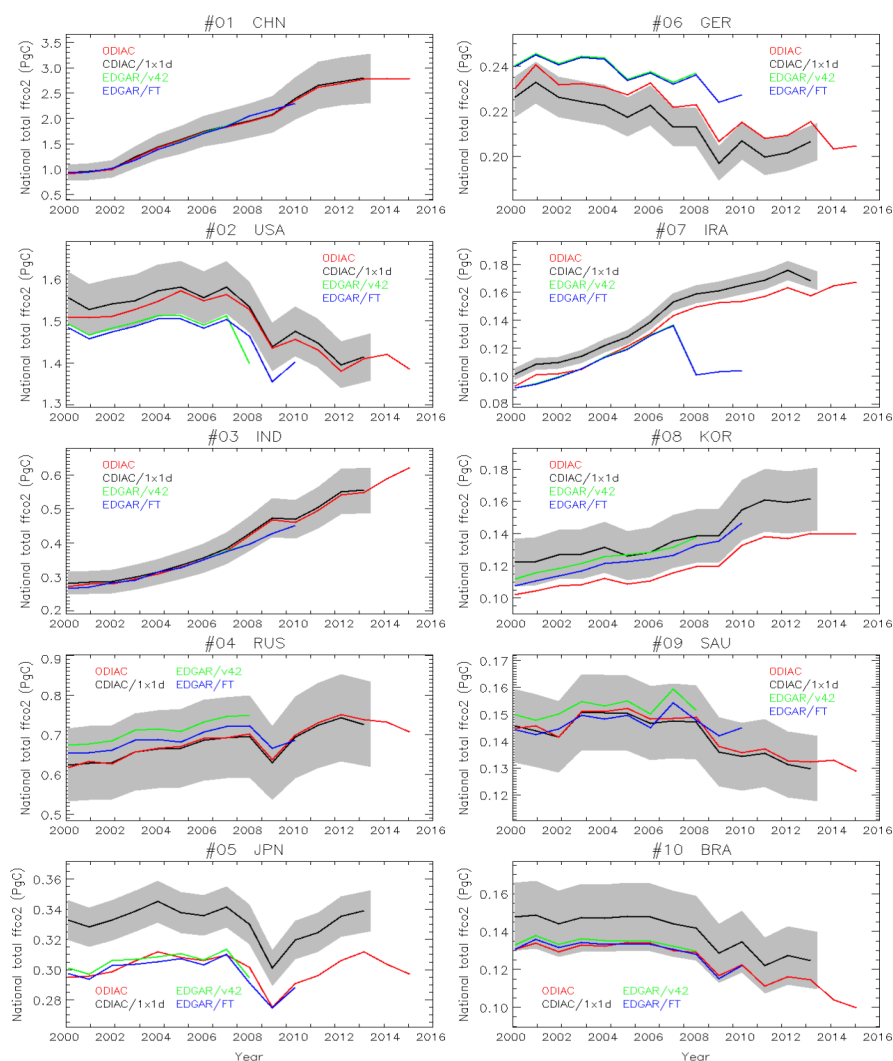 #01 CHN
National total ffco2 (PgC)
3.5
3.0
2.5
2.0
1.5
1.0
0.5
ODIAC
CDIAC/1x1d
EDGAR/v42
EDGAR/FT
2000 2002 2004 2006 2008 2010 2012 2014 2016
#06 GER
National total ffco2 (PgC)
0.24
0.22
0.20
ODIAC
CDIAC/1x1d
EDGAR/v42
EDGAR/FT
2000 2002 2004 2006 2008 2010 2012 2014 2016
#02 USA
National total ffco2 (PgC)
1.6
1.5
1.4
1.3
ODIAC
CDIAC/1x1d
EDGAR/v42
EDGAR/FT
2000 2002 2004 2006 2008 2010 2012 2014 2016
#07 IRA
National total ffco2 (PgC)
0.18
0.16
0.14
0.12
0.10
0.08
ODIAC
CDIAC/1x1d
EDGAR/v42
EDGAR/FT
2000 2002 2004 2006 2008 2010 2012 2014 2016
#03 IND
National total ffco2 (PgC)
0.6
0.5
0.4
0.3
0.2
ODIAC
CDIAC/1x1d
EDGAR/v42
EDGAR/FT
2000 2002 2004 2006 2008 2010 2012 2014 2016
#08 KOR
National total ffco2 (PgC)
0.18
0.16
0.14
0.12
0.10
ODIAC
CDIAC/1x1d
EDGAR/v42
EDGAR/FT
2000 2002 2004 2006 2008 2010 2012 2014 2016
#04 RUS
National total ffco2 (PgC)
0.9
0.8
0.7
0.6
0.5
ODIAC EDGAR/v42
CDIAC/1x1d EDGAR/FT
2000 2002 2004 2006 2008 2010 2012 2014 2016
#09 SAU
National total ffco2 (PgC)
0.17
0.16
0.15
0.14
0.13
0.12
ODIAC
CDIAC/1x1d
EDGAR/v42
EDGAR/FT
2000 2002 2004 2006 2008 2010 2012 2014 2016
#05 JPN
National total ffco2 (PgC)
0.36
0.34
0.32
0.30
0.28
ODIAC EDGAR/v42
CDIAC/1x1d EDGAR/FT
2000 2002 2004 2006 2008 2010 2012 2014 2016
Year
#10 BRA
National total ffco2 (PgC)
0.16
0.14
0.12
0.10
ODIAC EDGAR/v42
CDIAC/1x1d EDGAR/FT
2000 2002 2004 2006 2008 2010 2012 2014 2016
Year